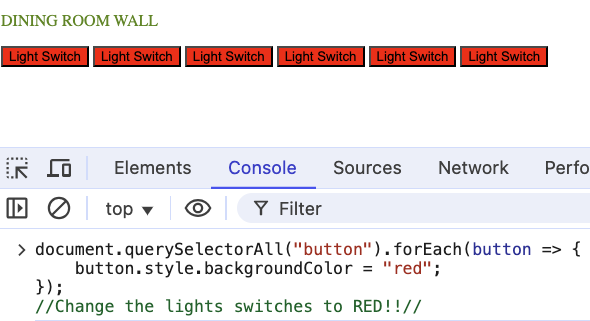 DINING ROOM WALL
Light Switch Light Switch Light Switch Light Switch Light Switch Light Switch
Elements Console Sources Network Perfo
top Filter
document.querySelectorAll("button").forEach(button => {
    button.style.backgroundColor = "red";
});
//Change the lights switches to RED!!//